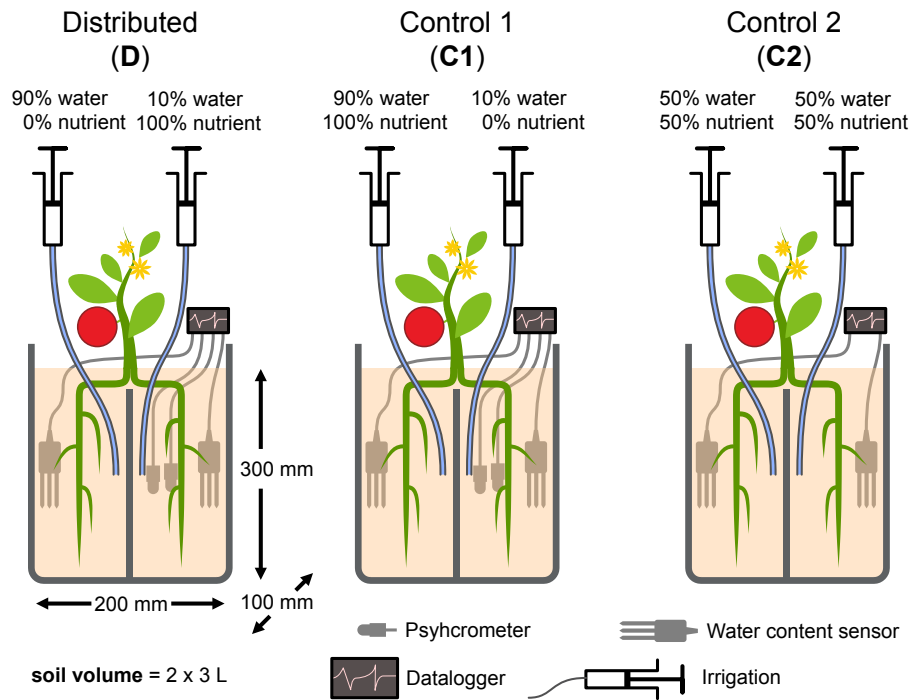 Distributed
(D)
Control 1
(C1)
Control 2
(C2)
90% water
0% nutrient
10% water
100% nutrient
90% water
100% nutrient
10% water
0% nutrient
50% water
50% nutrient
50% water
50% nutrient
300 mm
200 mm
100 mm
Psyhcrometer
Water content sensor
soil volume = 2 x 3 L
Datalogger
Irrigation